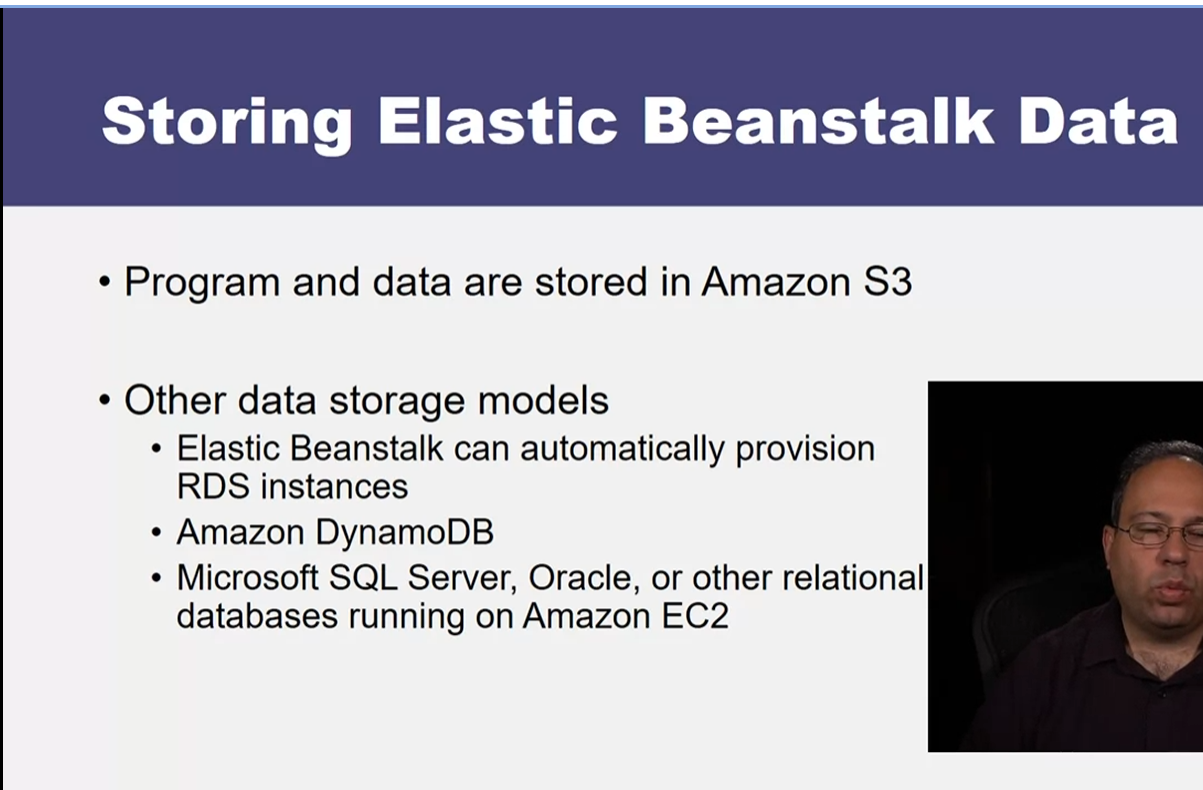 Storing Elastic Beanstalk Data
• Program and data are stored in Amazon S3
• Other data storage models
• Elastic Beanstalk can automatically provision
RDS instances
• Amazon DynamoDB
• Microsoft SQL Server, Oracle, or other relational
databases running on Amazon EC2